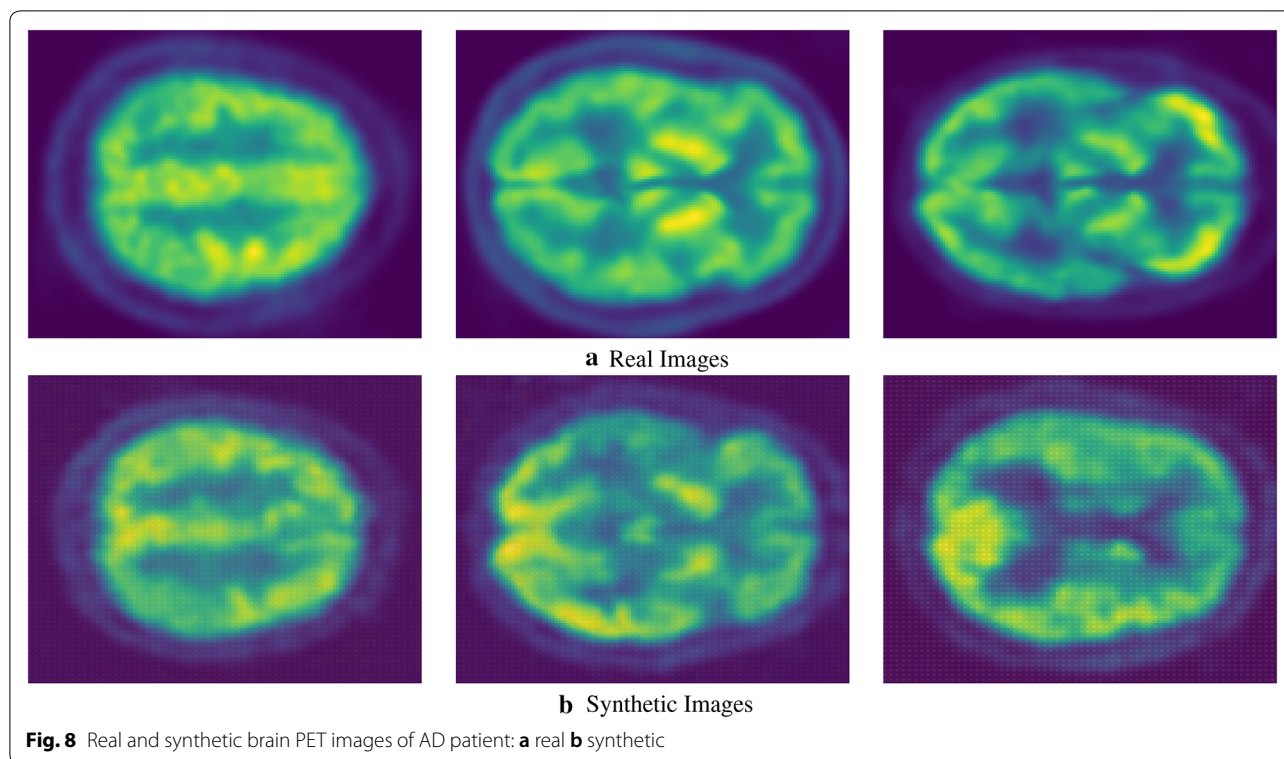 a Real Images
b Synthetic Images
Fig. 8 Real and synthetic brain PET images of AD patient: a real b synthetic